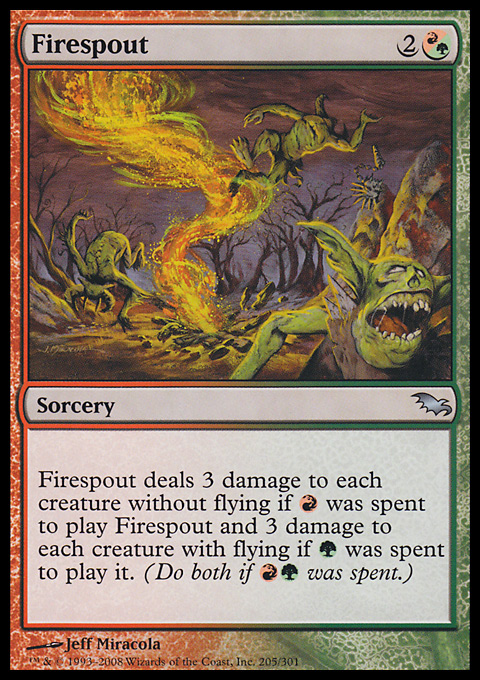 Firespout
2
Sorcery
Firespout deals 3 damage to each
creature without flying if was spent
to play Firespout and 3 damage to
each creature with flying if was spent
to play it. (Do both if was spent.)
Jeff Miracola
™ & © 1993-2008 Wizards of the Coast, Inc. 205/301